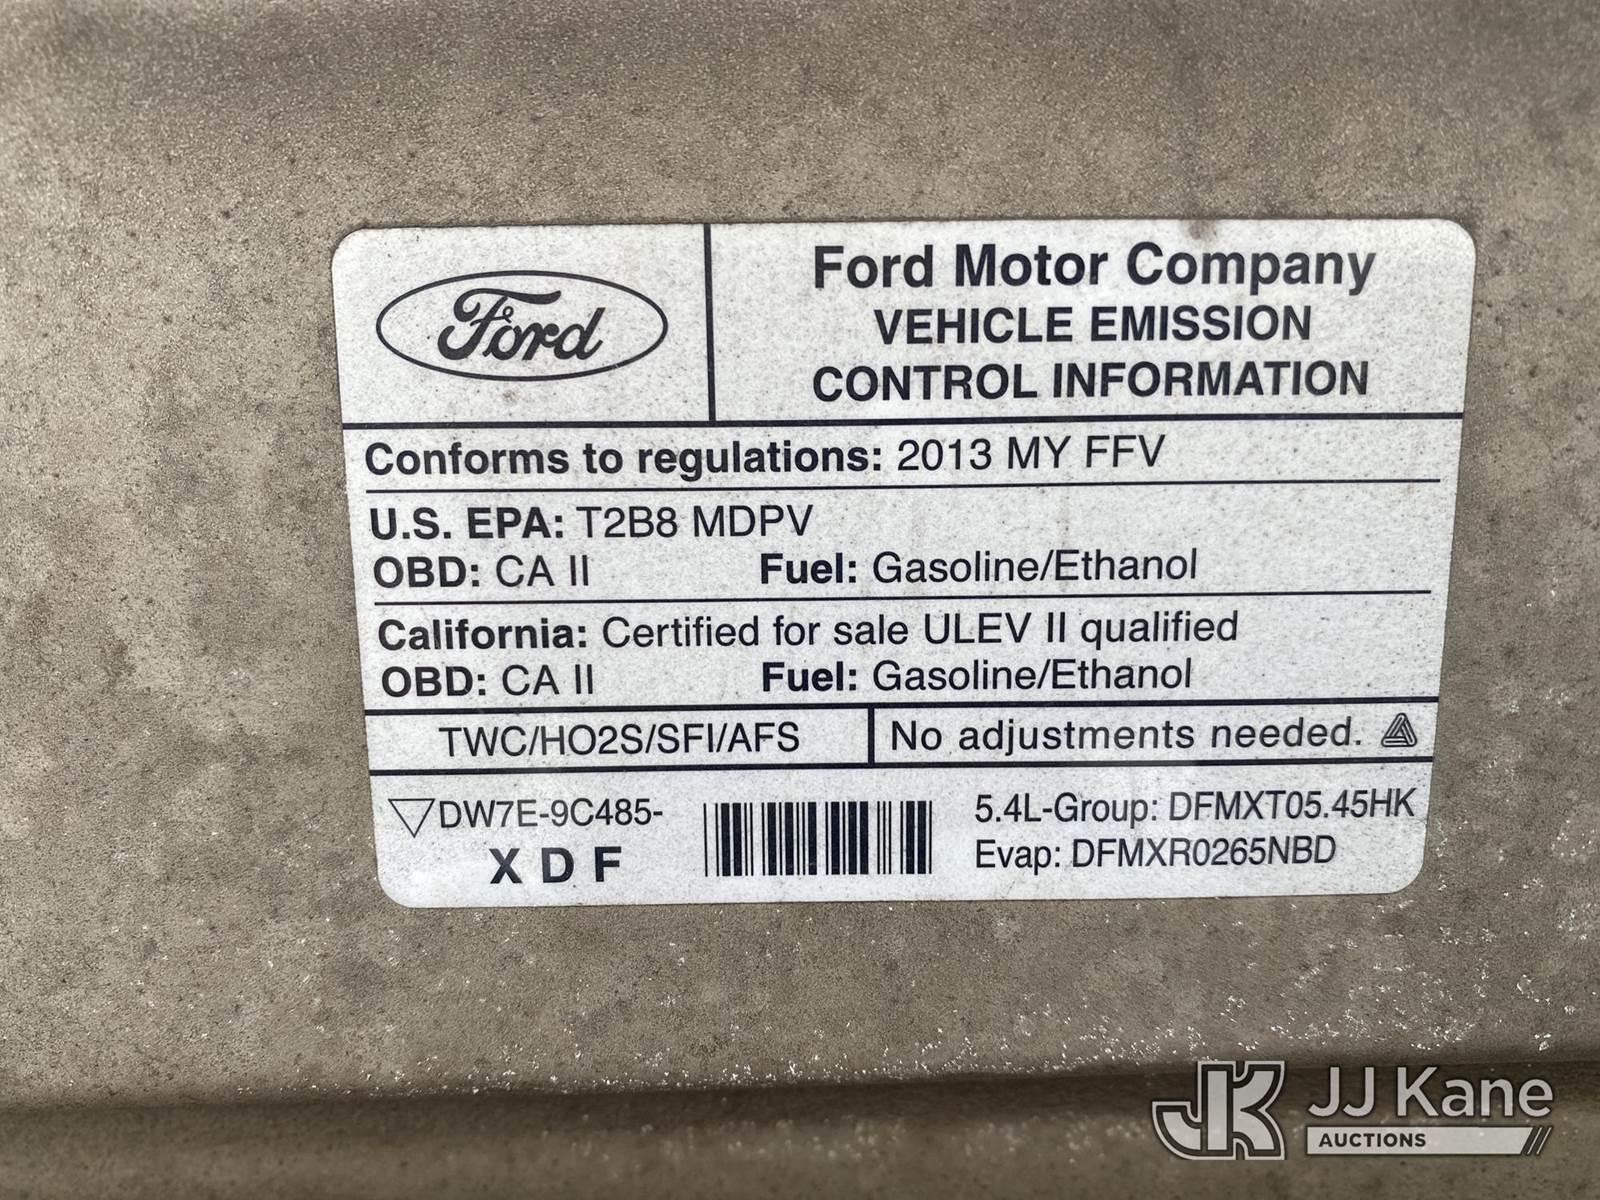 Ford
Ford Motor Company
VEHICLE EMISSION
CONTROL INFORMATION
Conforms to regulations: 2013 MY FFV
U.S. EPA: T2B8 MDPV
OBD: CA II Fuel: Gasoline/Ethanol
California: Certified for sale ULEV II qualified
OBD: CA II Fuel: Gasoline/Ethanol
TWC/HO2S/SFI/AFS No adjustments needed.
DW7E-9C485-
X D F
5.4L-Group: DFMXT05.45HK
Evap: DFMXR0265NBD
JK JJ Kane
AUCTIONS